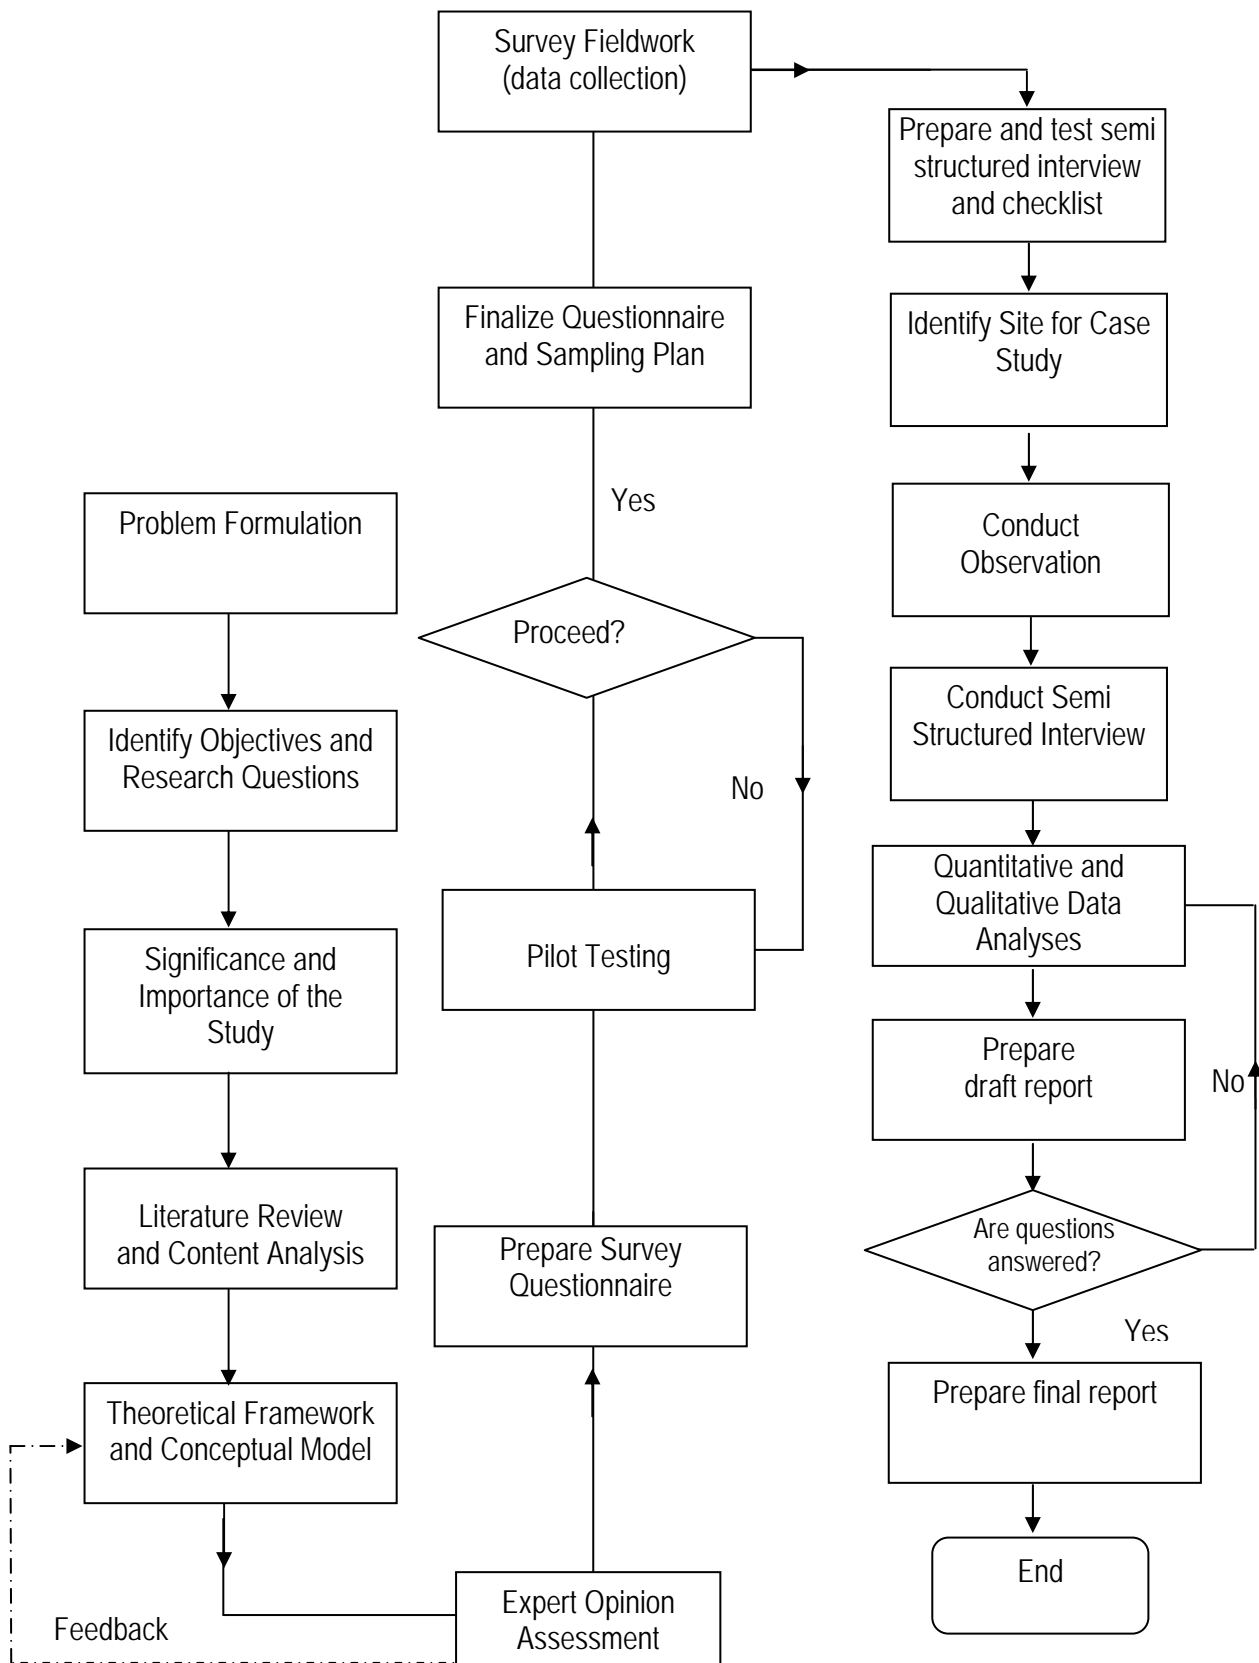 Problem Formulation
Identify Objectives and
Research Questions
Significance and
Importance of the
Study
Literature Review
and Content Analysis
Theoretical Framework
and Conceptual Model
Feedback
Expert Opinion
Assessment
Prepare Survey
Questionnaire
Pilot Testing
No
Proceed?
Yes
Finalize Questionnaire
and Sampling Plan
Survey Fieldwork
(data collection)
Prepare and test semi
structured interview
and checklist
Identify Site for Case
Study
Conduct
Observation
Conduct Semi
Structured Interview
Quantitative and
Qualitative Data
Analyses
Prepare
draft report
No
Are questions
answered?
Yes
Prepare final report
End